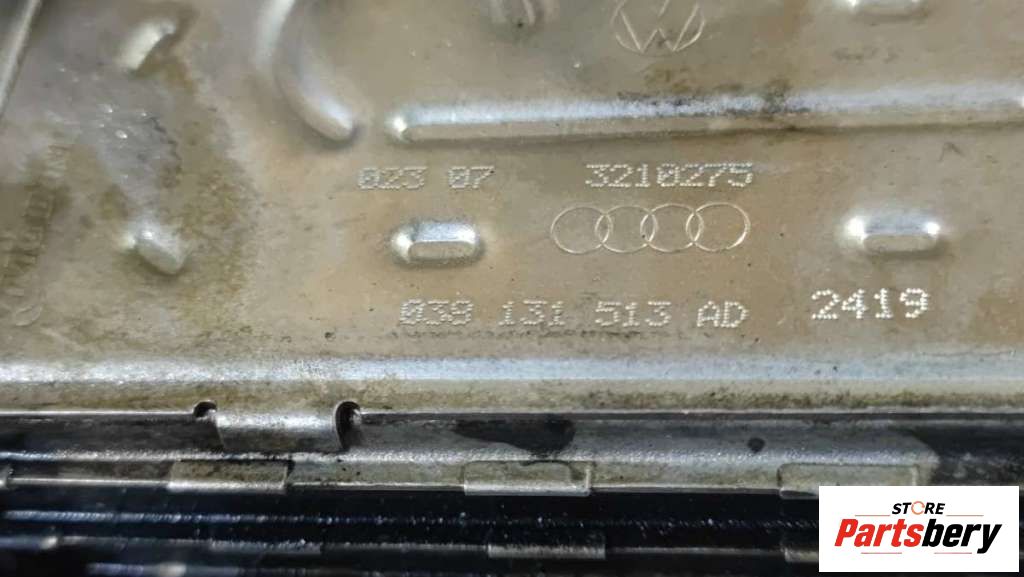 023 07 3210275
038 131 513 AD 2419
STORE
Partsbery